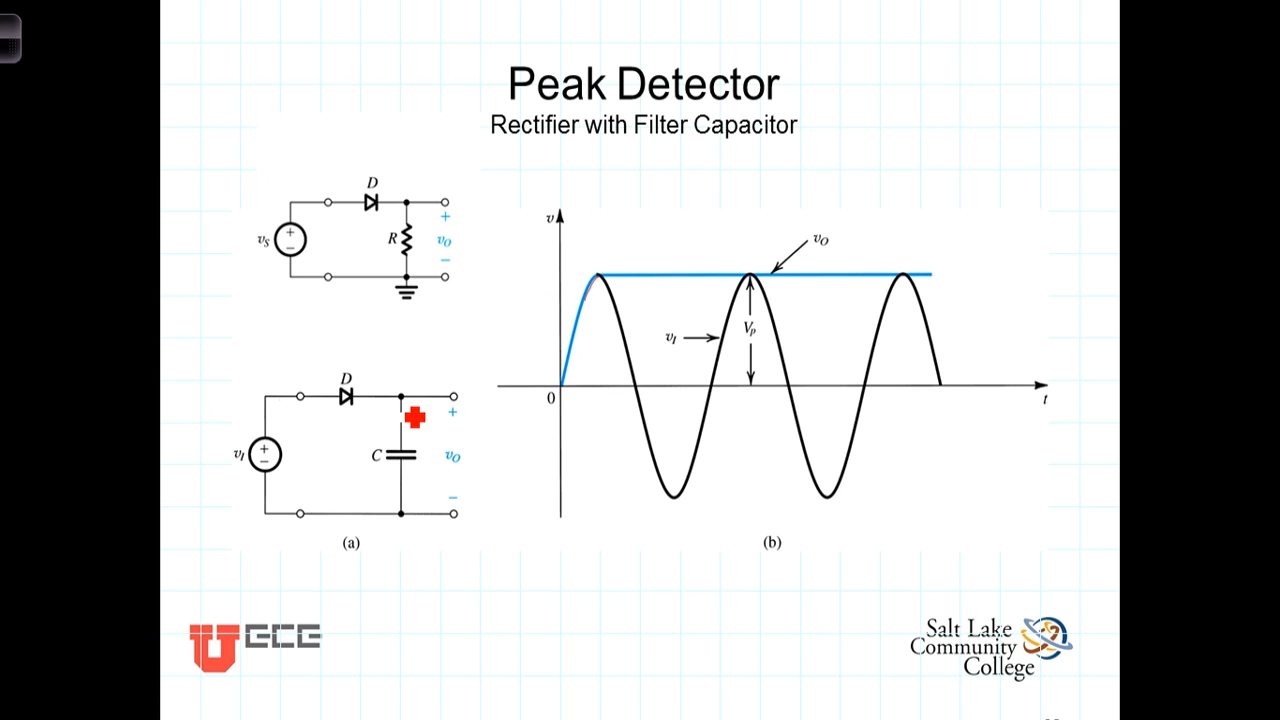 Peak Detector
Rectifier with Filter Capacitor
D
+
−
vS
R
+
vO
−
D
+
−
vI
C
+
vO
−
(a)
v
vO
vI
Vp
0
t
(b)
U ECE
Salt Lake
Community
College